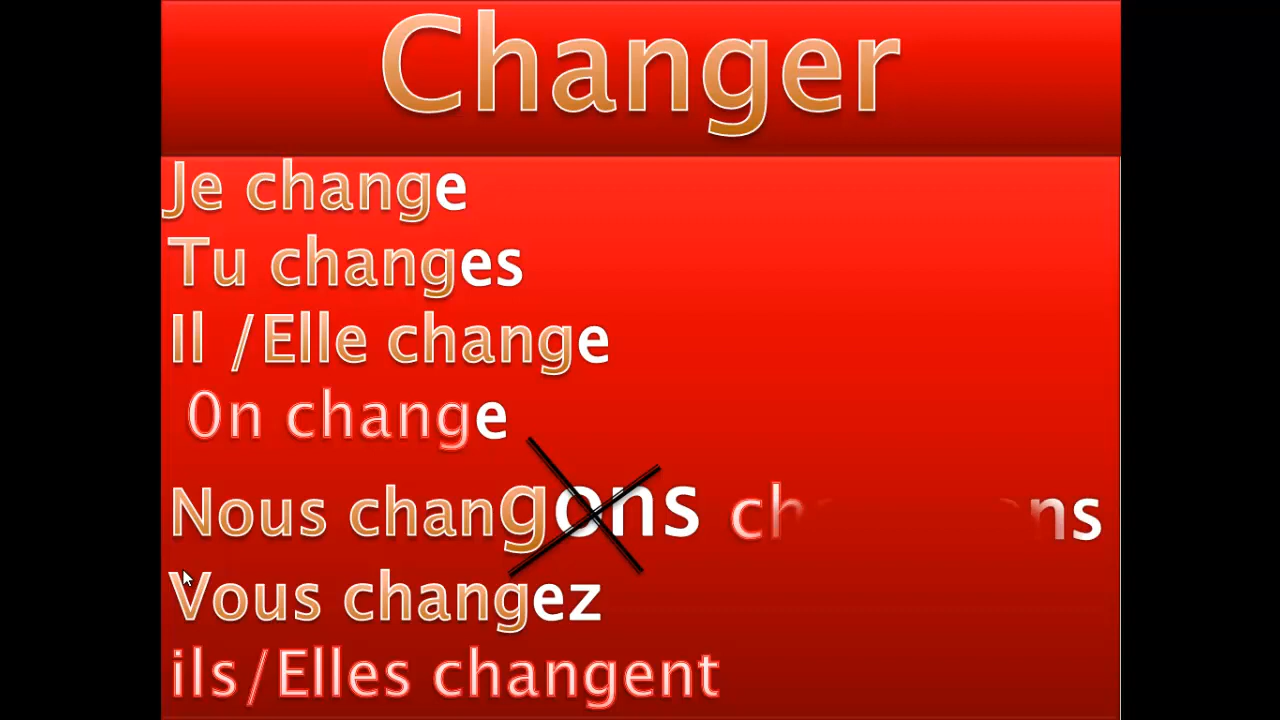 Changer
Je change
Tu changes
Il /Elle change
0n change
Nous changons
Vous changez
ils/Elles changent